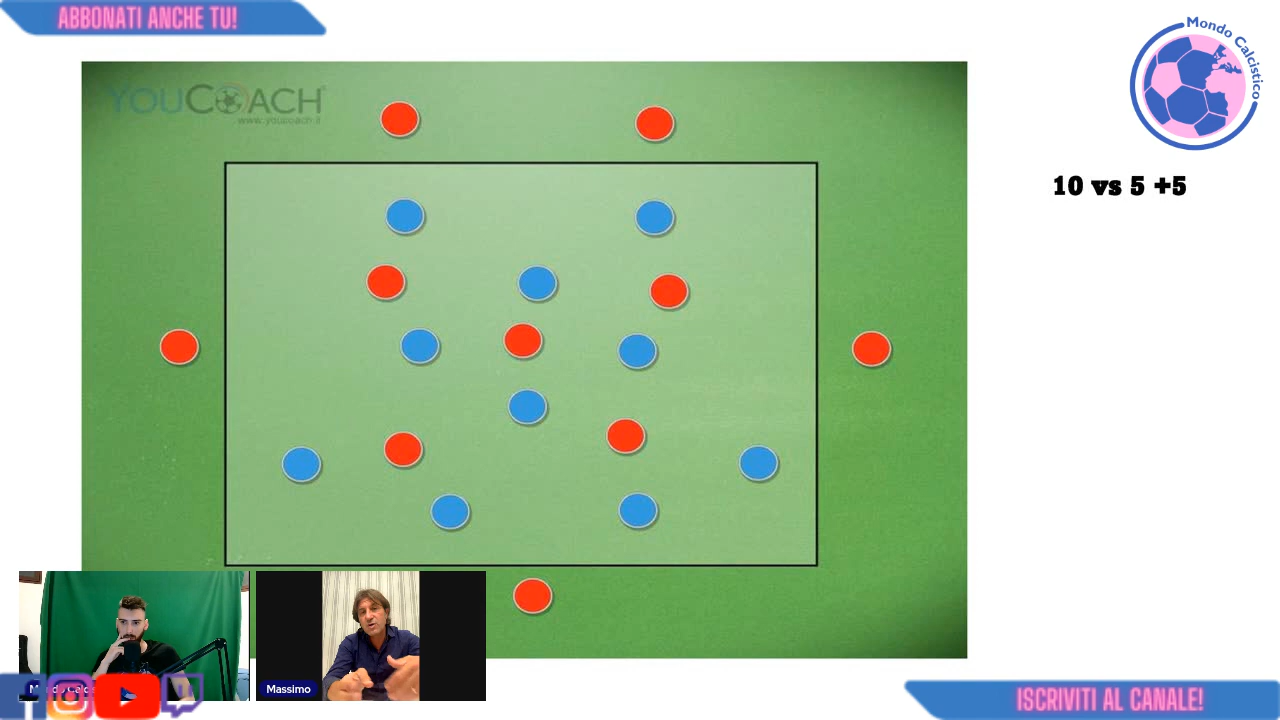 ABBONATI ANCHE TU!
Mondo Calcistico
YOUCOACH
www.youcoach.it
10 vs 5 +5
Massimo
ISCRIVITI AL CANALE!